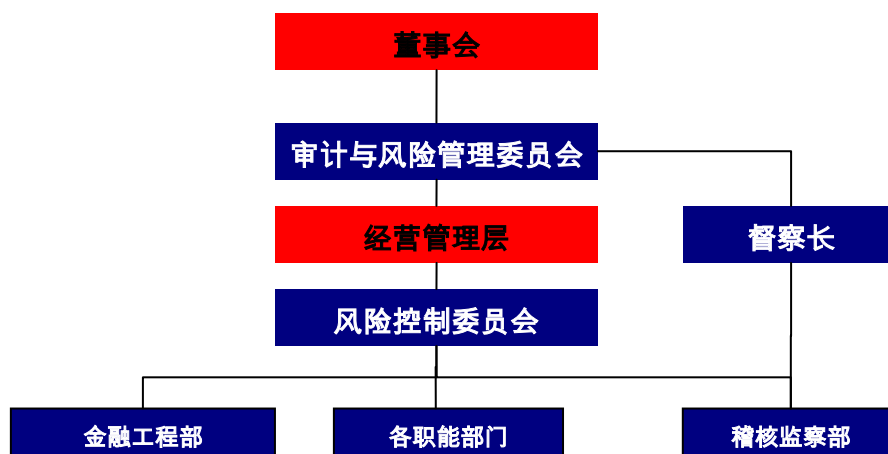 董事会
审计与风险管理委员会
经营管理层
督察长
风险控制委员会
金融工程部
各职能部门
稽核监察部